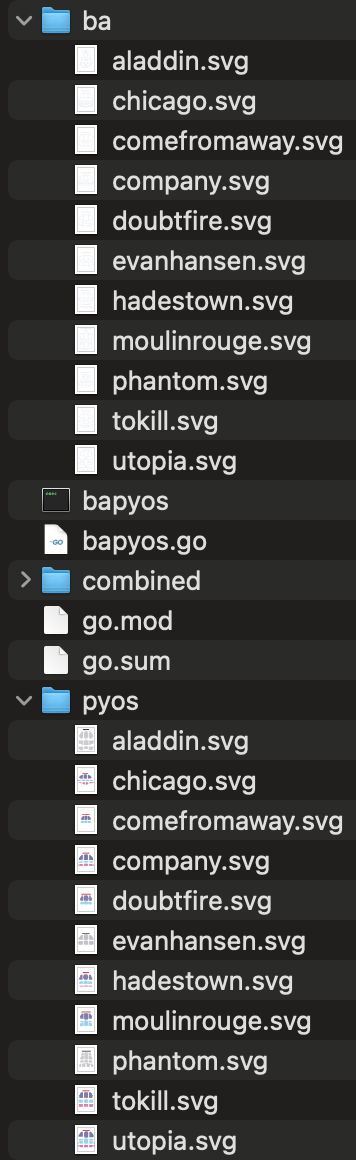 ba
aladdin.svg
chicago.svg
comefromaway.svg
company.svg
doubtfire.svg
evanhansen.svg
hadestown.svg
moulinrouge.svg
phantom.svg
tokill.svg
utopia.svg
bapyos
bapyos.go
combined
go.mod
go.sum
pyos
aladdin.svg
chicago.svg
comefromaway.svg
company.svg
doubtfire.svg
evanhansen.svg
hadestown.svg
moulinrouge.svg
phantom.svg
tokill.svg
utopia.svg